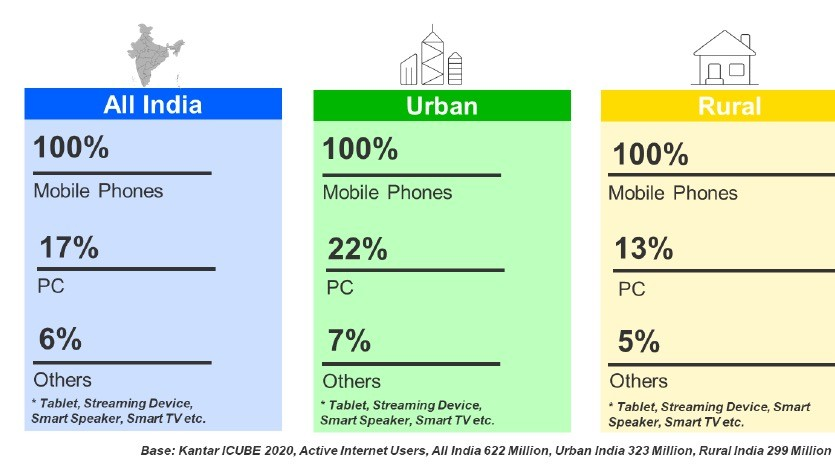 All India
100%
Mobile Phones
17%
PC
6%
Others
* Tablet, Streaming Device,
Smart Speaker, Smart TV etc.
Urban
100%
Mobile Phones
22%
PC
7%
Others
* Tablet, Streaming Device,
Smart Speaker, Smart TV etc.
Rural
100%
Mobile Phones
13%
PC
5%
Others
* Tablet, Streaming Device, Smart
Speaker, Smart TV etc.
Base: Kantar ICUBE 2020, Active Internet Users, All India 622 Million, Urban India 323 Million, Rural India 299 Million